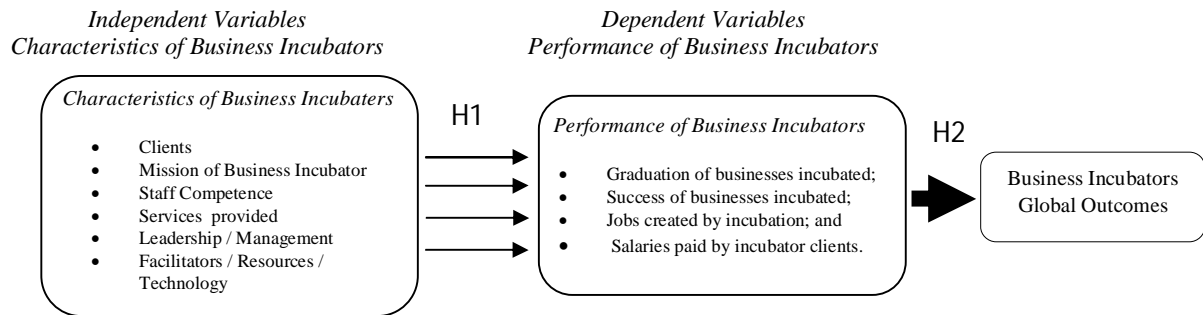 Independent Variables
Characteristics of Business Incubators
Dependent Variables
Performance of Business Incubators
Characteristics of Business Incubaters
• Clients
• Mission of Business Incubator
• Staff Competence
• Services provided
• Leadership / Management
• Facilitators / Resources /
Technology
H1
Performance of Business Incubators
• Graduation of businesses incubated;
• Success of businesses incubated;
• Jobs created by incubation; and
• Salaries paid by incubator clients.
H2
Business Incubators
Global Outcomes